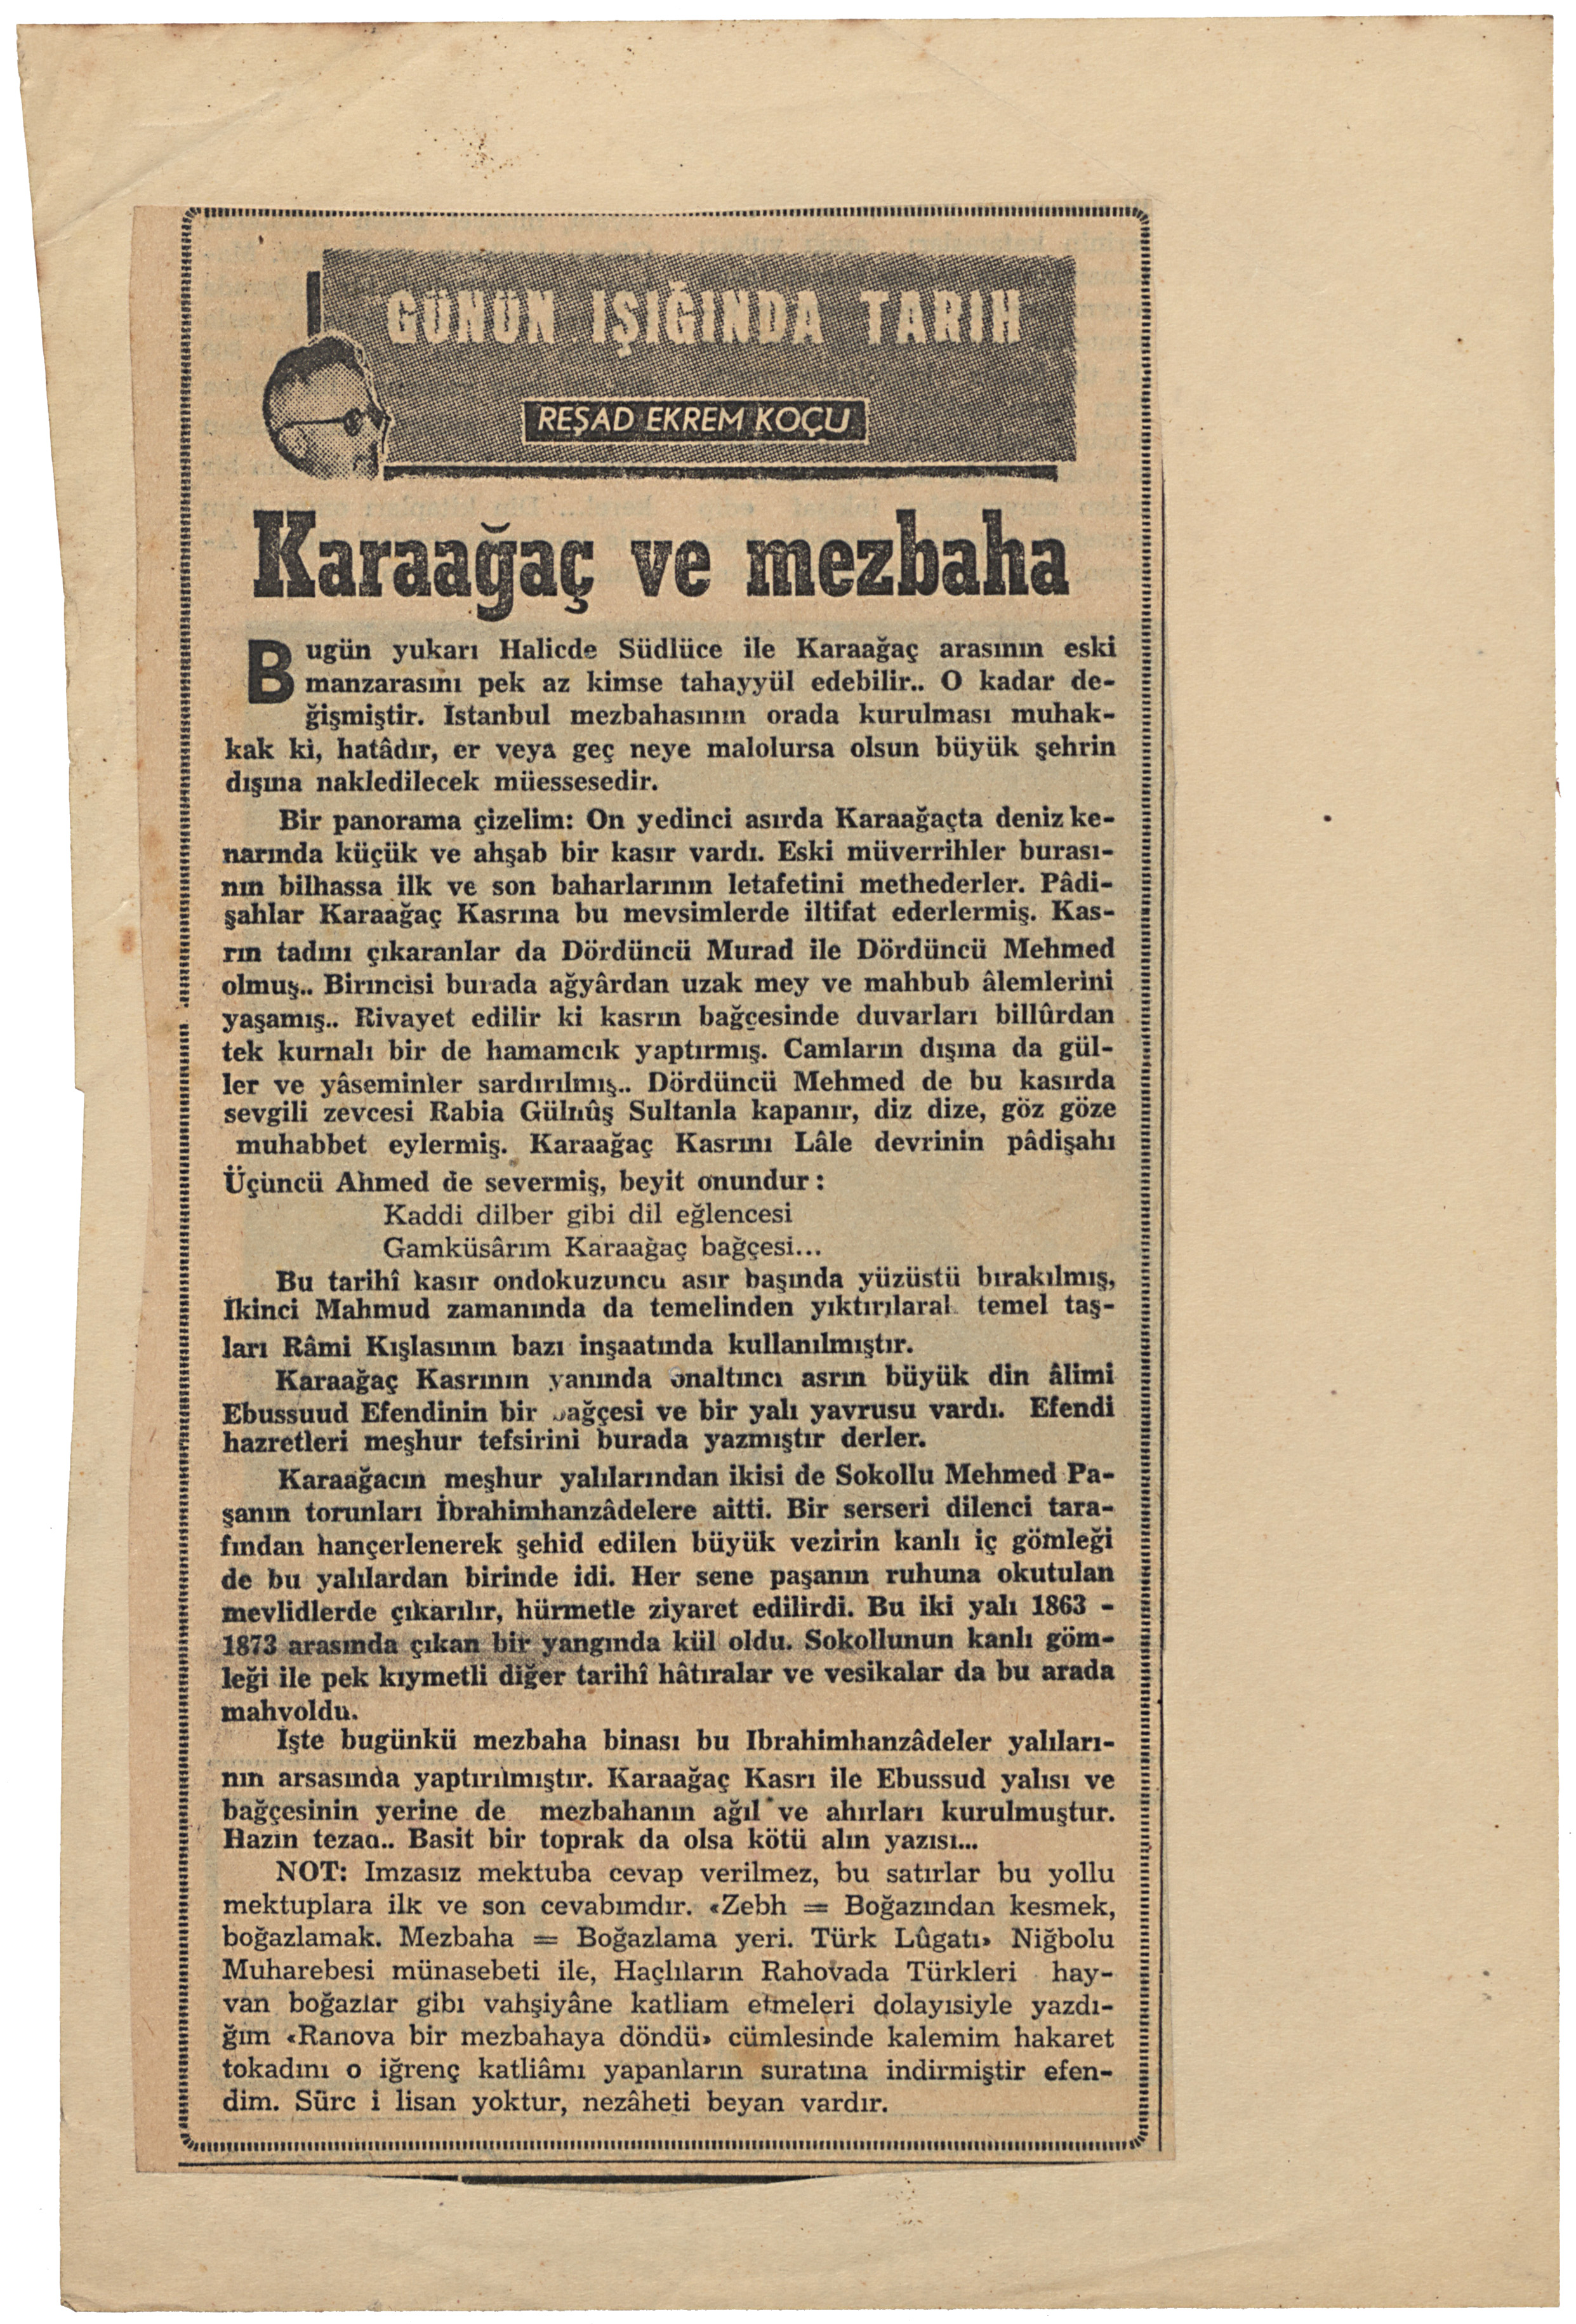 GÜNÜN IŞIĞINDA TARIH
REŞAD EKREM KOÇU
Karaağaç ve mezbaha
Bugün yukarı Halicde Südlüce ile Karaağaç arasının eski
manzarasını pek az kimse tahayyül edebilir.. O kadar de-
ğişmiştir. İstanbul mezbahasının orada kurulması muhak-
kak ki, hatâdır, er veya geç neye malolursa olsun büyük şehrin
dışına nakledilecek müessesedir.
Bir panorama çizelim: On yedinci asırda Karaağaçta deniz ke-
narında küçük ve ahşab bir kasır vardı. Eski müverrihler burası-
nın bilhassa ilk ve son baharlarının letafetini methederler. Pâdi-
şahlar Karaağaç Kasrına bu mevsimlerde iltifat ederlermiş. Kas-
rın tadını çıkaranlar da Dördüncü Murad ile Dördüncü Mehmed
olmuş.. Birincisi burada ağyârdan uzak mey ve mahbub âlemlerini
yaşamış.. Rivayet edilir ki kasrın bağçesinde duvarları billûrdan
tek kurnalı bir de hamamcık yaptırmış. Camların dışına da gül-
ler ve yâseminler sardırılmış.. Dördüncü Mehmed de bu kasırda
sevgili zevcesi Rabia Gülnûş Sultanla kapanır, diz dize, göz göze
muhabbet eylermiş. Karaağaç Kasrını Lâle devrinin pâdişahı
Üçüncü Ahmed de severmiş, beyit onundur :
Kaddi dilber gibi dil eğlencesi
Gamküsârım Karaağaç bağçesi...
Bu tarihî kasır ondokuzuncu asır başında yüzüstü bırakılmış,
İkinci Mahmud zamanında da temelinden yıktırılarak temel taş-
ları Râmi Kışlasının bazı inşaatında kullanılmıştır.
Karaağaç Kasrının yanında onaltıncı asrın büyük din âlimi
Ebussuud Efendinin bir bağçesi ve bir yalı yavrusu vardı. Efendi
hazretleri meşhur tefsirini burada yazmıştır derler.
Karaağacın meşhur yalılarından ikisi de Sokollu Mehmed Pa-
şanın torunları İbrahimhanzâdelere aitti. Bir serseri dilenci tara-
fından hançerlenerek şehid edilen büyük vezirin kanlı iç gömleği
de bu yalılardan birinde idi. Her sene paşanın ruhuna okutulan
mevlidlerde çıkarılır, hürmetle ziyaret edilirdi. Bu iki yalı 1863 -
1873 arasında çıkan bir yangında kül oldu. Sokollunun kanlı göm-
leği ile pek kıymetli diğer tarihî hâtıralar ve vesikalar da bu arada
mahvoldu.
İşte bugünkü mezbaha binası bu Ibrahimhanzâdeler yalıları-
nın arsasında yaptırılmıştır. Karaağaç Kasrı ile Ebussud yalısı ve
bağçesinin yerine de mezbahanın ağıl ve ahırları kurulmuştur.
Hazin tezad.. Basit bir toprak da olsa kötü alın yazısı...
NOT: Imzasız mektuba cevap verilmez, bu satırlar bu yollu
mektuplara ilk ve son cevabımdır. «Zebh = Boğazından kesmek,
boğazlamak. Mezbaha = Boğazlama yeri. Türk Lûgatı» Niğbolu
Muharebesi münasebeti ile, Haçlıların Rahovada Türkleri hay-
van boğazlar gibi vahşiyâne katliam etmeleri dolayısiyle yazdı-
ğım «Ranova bir mezbahaya döndü» cümlesinde kalemim hakaret
tokadını o iğrenç katliâmı yapanların suratına indirmiştir efen-
dim. Sürc i lisan yoktur, nezâheti beyan vardır.